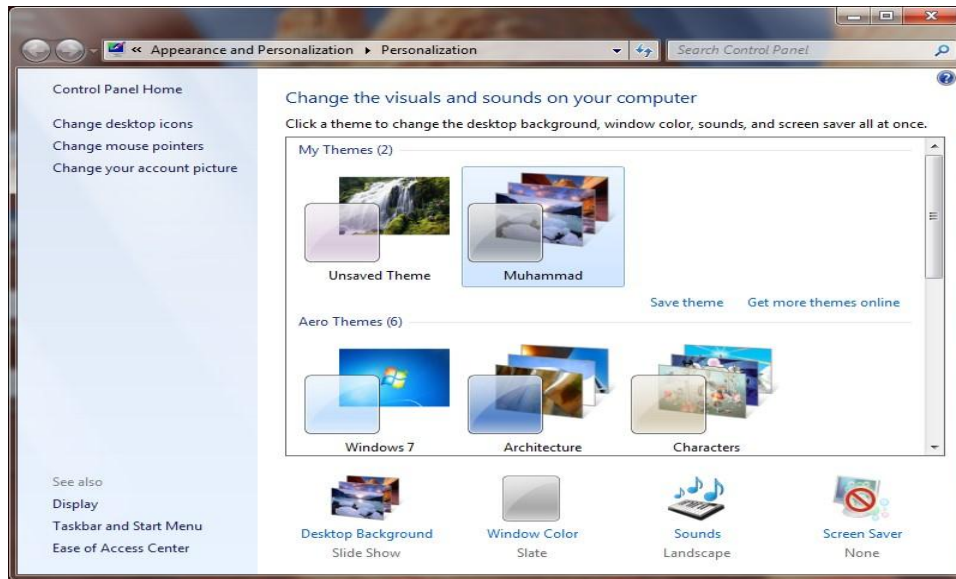 « Appearance and Personalization ▸ Personalization
Search Control Panel
Control Panel Home
Change desktop icons
Change mouse pointers
Change your account picture
See also
Display
Taskbar and Start Menu
Ease of Access Center
Change the visuals and sounds on your computer
Click a theme to change the desktop background, window color, sounds, and screen saver all at once.
My Themes (2)
Unsaved Theme Muhammad
Save theme Get more themes online
Aero Themes (6)
Windows 7 Architecture Characters
Desktop Background Window Color Sounds Screen Saver
Slide Show Slate Landscape None